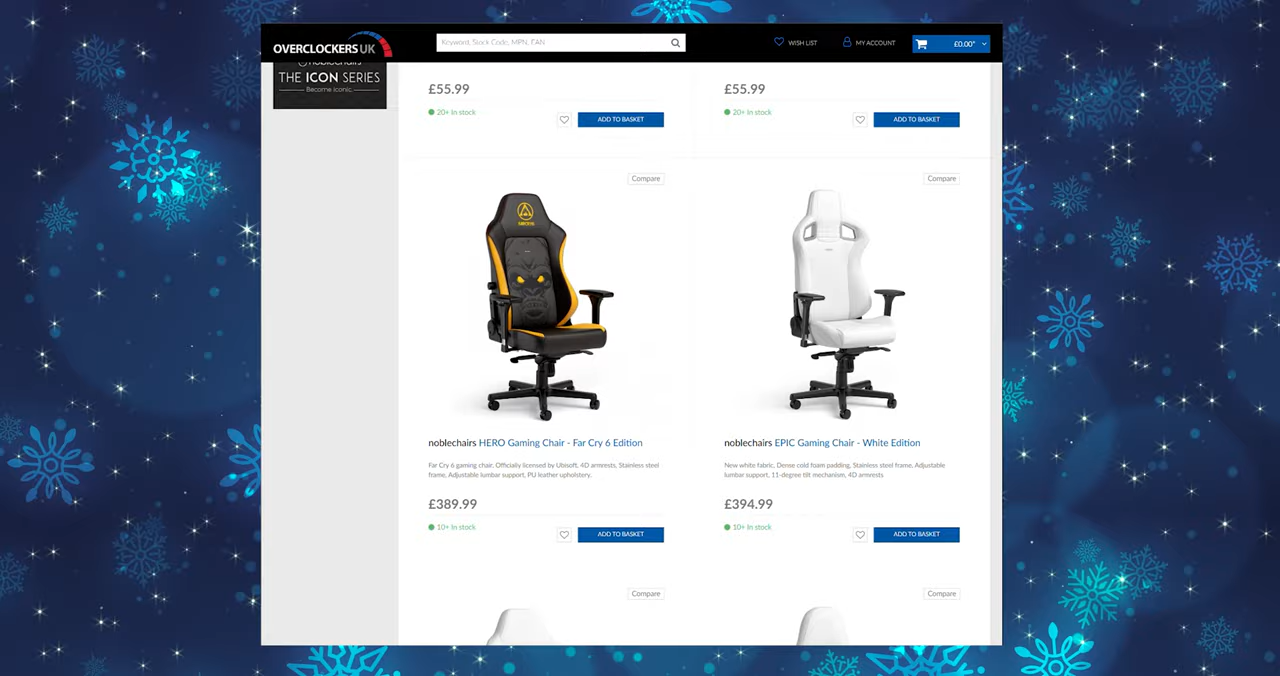 OVERCLOCKERS UK
Keyword, Stock Code, MPN, EAN
WISH LIST
MY ACCOUNT
£0.00*
noblechairs
THE ICON SERIES
Become iconic.
£55.99
20+ In stock
ADD TO BASKET
£55.99
20+ In stock
ADD TO BASKET
Compare
noblechairs HERO Gaming Chair - Far Cry 6 Edition
Far Cry 6 gaming chair, Officially licensed by Ubisoft, 4D armrests, Stainless steel
frame, Adjustable lumbar support, PU leather upholstery,
£389.99
10+ In stock
ADD TO BASKET
Compare
noblechairs EPIC Gaming Chair - White Edition
New white fabric, Dense cold foam padding, Stainless steel frame, Adjustable
lumbar support, 11-degree tilt mechanism, 4D armrests
£394.99
10+ In stock
ADD TO BASKET
Compare
Compare